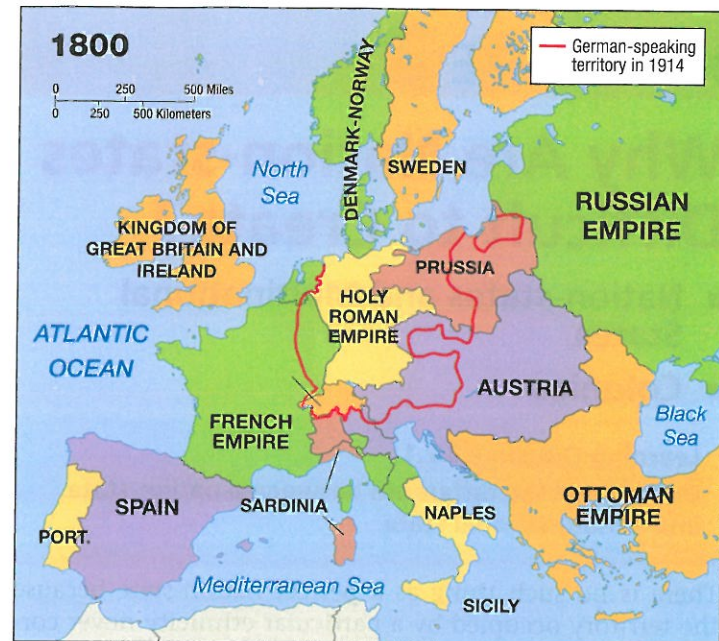 1800
0 250 500 Miles
0 250 500 Kilometers
German-speaking
territory in 1914
North
Sea
DENMARK-NORWAY
SWEDEN
RUSSIAN
EMPIRE
KINGDOM OF
GREAT BRITAIN AND
IRELAND
PRUSSIA
HOLY
ROMAN
EMPIRE
ATLANTIC
OCEAN
AUSTRIA
FRENCH
EMPIRE
Black
Sea
SPAIN
PORT.
SARDINIA
NAPLES
OTTOMAN
EMPIRE
Mediterranean Sea
SICILY